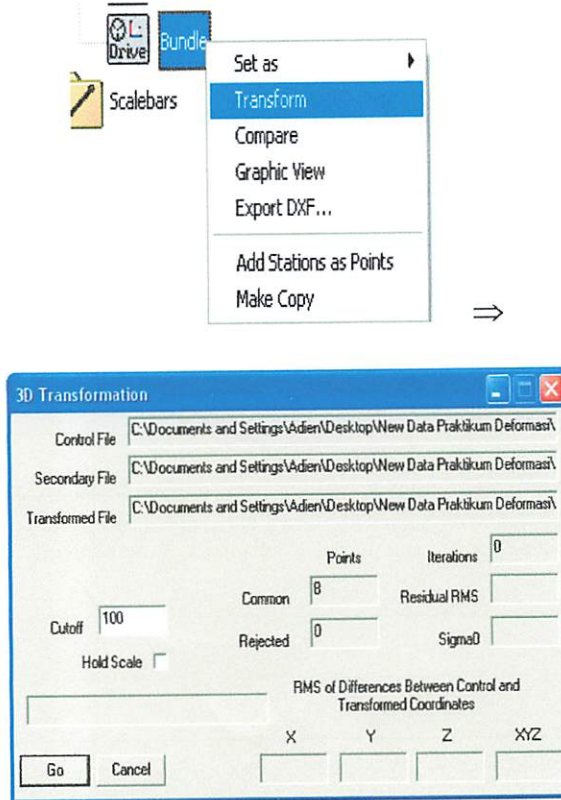 Drive
Bundle
Scalebars
Set as
Transform
Compare
Graphic View
Export DXF...
Add Stations as Points
Make Copy
⇒
3D Transformation
Control File C:\Documents and Settings\Adien\Desktop\New Data Praktikum Deformasi\
Secondary File C:\Documents and Settings\Adien\Desktop\New Data Praktikum Deformasi\
Transformed File C:\Documents and Settings\Adien\Desktop\New Data Praktikum Deformasi\
Points Iterations 0
Common 8 Residual RMS
Cutoff 100
Rejected 0 Sigma0
Hold Scale
RMS of Differences Between Control and
Transformed Coordinates
X Y Z XYZ
Go Cancel